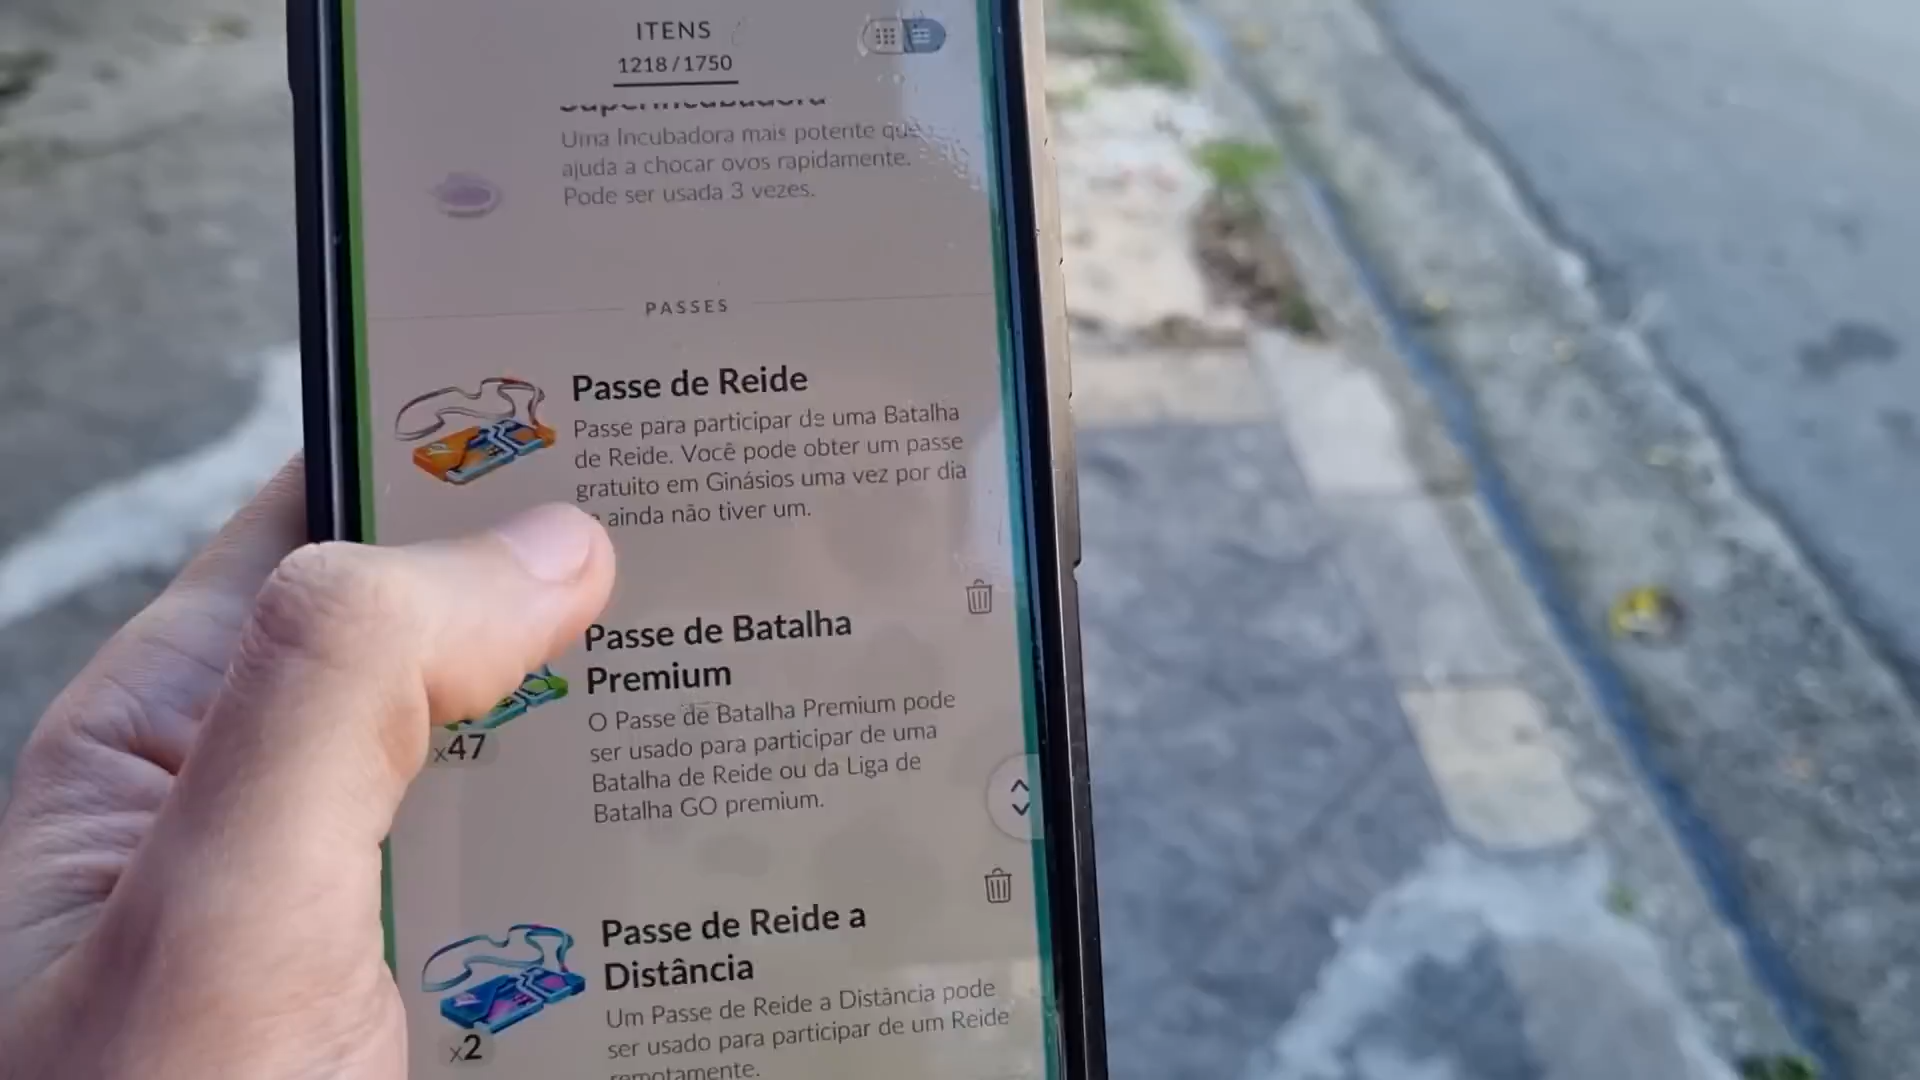 ITENS
1218/1750
Superincubadora
Uma Incubadora mais potente que
ajuda a chocar ovos rapidamente.
Pode ser usada 3 vezes.
PASSES
Passe de Reide
Passe para participar de uma Batalha
de Reide. Você pode obter um passe
gratuito em Ginásios uma vez por dia
ainda não tiver um.
Passe de Batalha
Premium
x47
O Passe de Batalha Premium pode
ser usado para participar de uma
Batalha de Reide ou da Liga de
Batalha GO premium.
Passe de Reide a
Distância
x2
Um Passe de Reide a Distância pode
ser usado para participar de um Reide
remotamente.